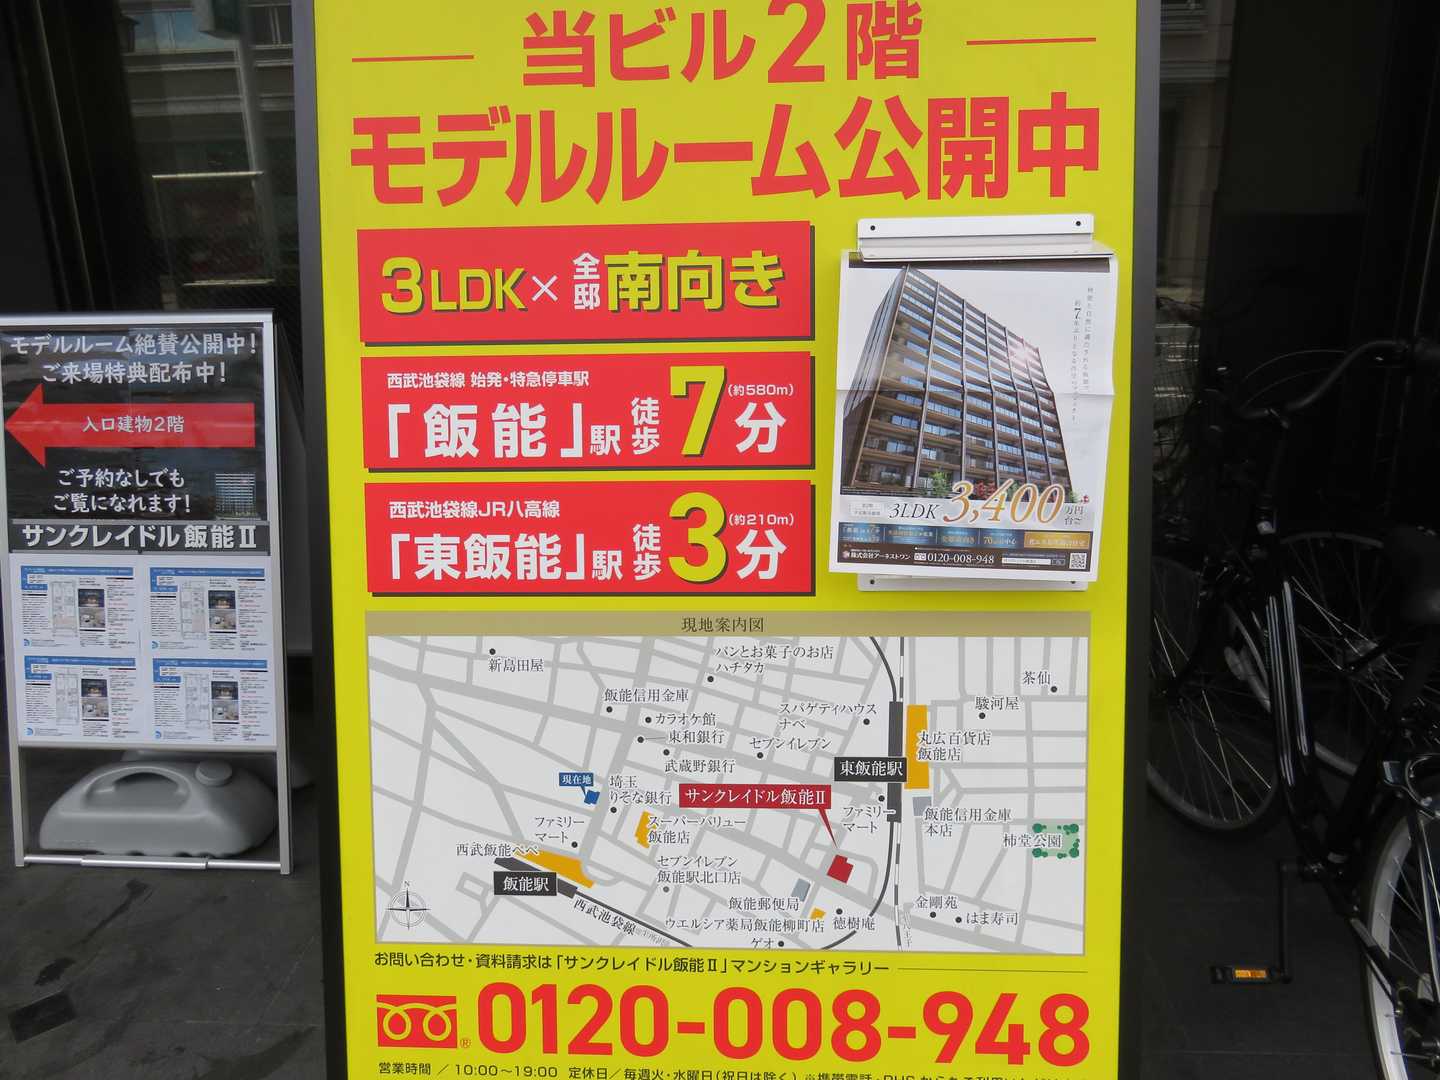 当ビル2階
モデルルーム公開中
3LDK×全邸南向き
西武池袋線 始発・特急停車駅
「飯能」駅徒歩7分(約580m)
西武池袋線JR八高線
「東飯能」駅徒歩3分(約210m)
3LDK 3,400万円台~
株式会社アーネストワン 0120-008-948
モデルルーム絶賛公開中!
ご来場特典配布中!
入口建物2階
ご予約なしでも
ご覧になれます!
サンクレイドル飯能Ⅱ
現地案内図
新島田屋
パンとお菓子のお店
ハチタカ
茶仙
飯能信用金庫
スパゲティハウス
ナベ
駿河屋
カラオケ館
東和銀行
セブンイレブン
丸広百貨店
飯能店
武蔵野銀行
東飯能駅
現在地
埼玉
りそな銀行
サンクレイドル飯能Ⅱ
ファミリー
マート
飯能信用金庫
本店
ファミリー
マート
スーパーバリュー
飯能店
柿堂公園
西武飯能ペペ
セブンイレブン
飯能駅北口店
飯能駅
N
西武池袋線
飯能郵便局
金剛苑
はま寿司
ウエルシア薬局飯能柳町店
徳樹庵
ゲオ
八王子
お問い合わせ・資料請求は「サンクレイドル飯能Ⅱ」マンションギャラリー
0120-008-948
営業時間/10:00~19:00 定休日/毎週火・水曜日(祝日は除く)